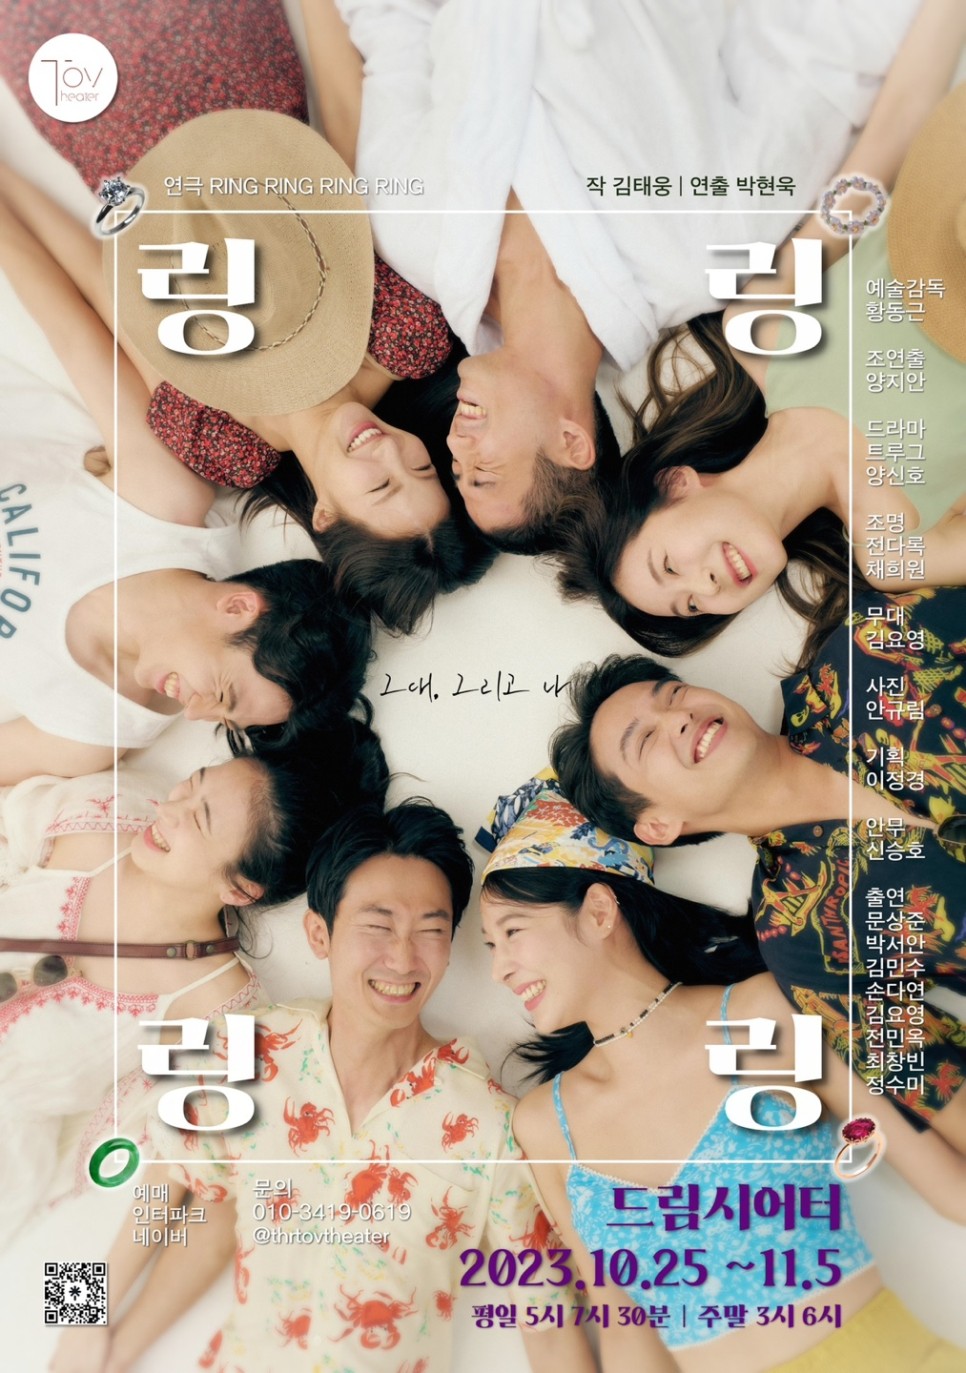 Tov
heater
연극 RING RING RING RING
작 김태웅 | 연출 박현욱
링 링
예술감독
황동근
조연출
양지안
드라마
트루그
양신호
조명
전다록
채희원
무대
김요영
사진
안규림
기획
이정경
안무
신승호
출연
문상준
박서안
김민수
손다연
김요영
전민옥
최창빈
정수미
CALIFOR
그대, 그리고 나
링 링
예매
인터파크
네이버
문의
010-3419-0619
@thrtovtheater
드림시어터
2023.10.25 ~11.5
평일 5시 7시 30분 | 주말 3시 6시